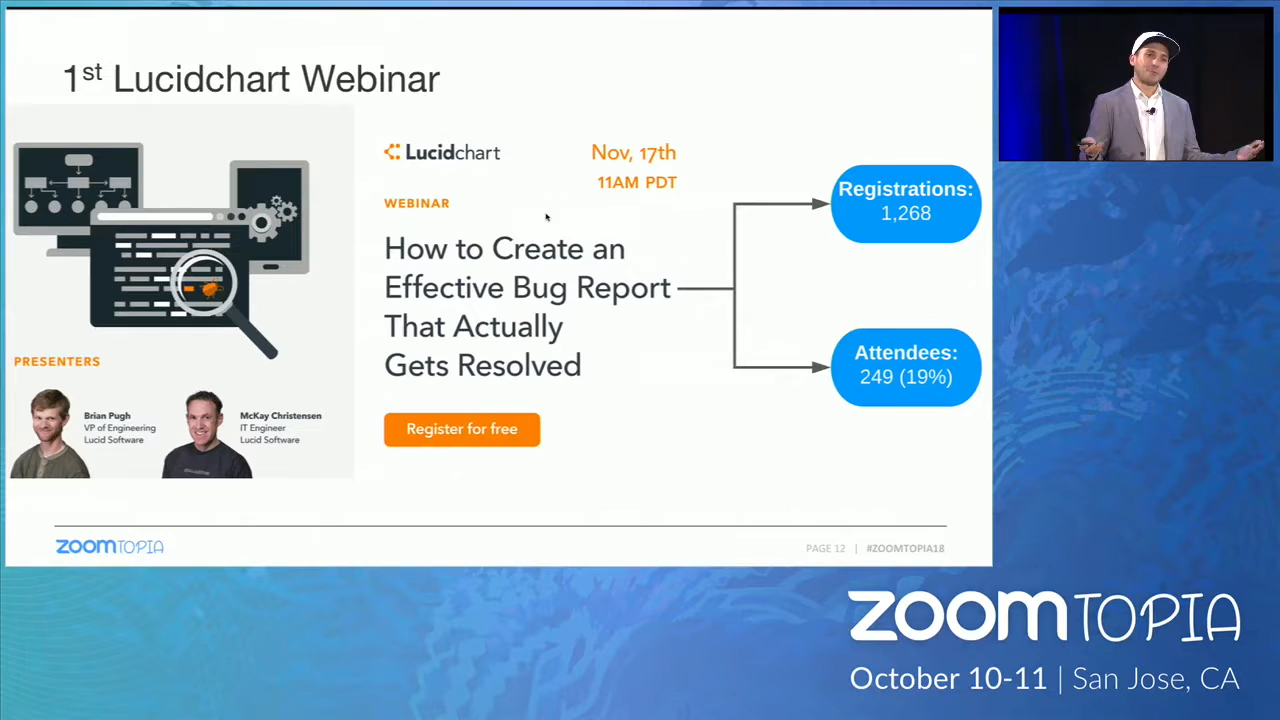 1st Lucidchart Webinar
Lucidchart
Nov, 17th
11AM PDT
WEBINAR
How to Create an
Effective Bug Report
That Actually
Gets Resolved
Register for free
Registrations:
1,268
Attendees:
249 (19%)
PRESENTERS
Brian Pugh
VP of Engineering
Lucid Software
McKay Christensen
IT Engineer
Lucid Software
ZOOMTOPIA
PAGE 12 | #ZOOMTOPIA18
ZOOMTOPIA
October 10-11 | San Jose, CA